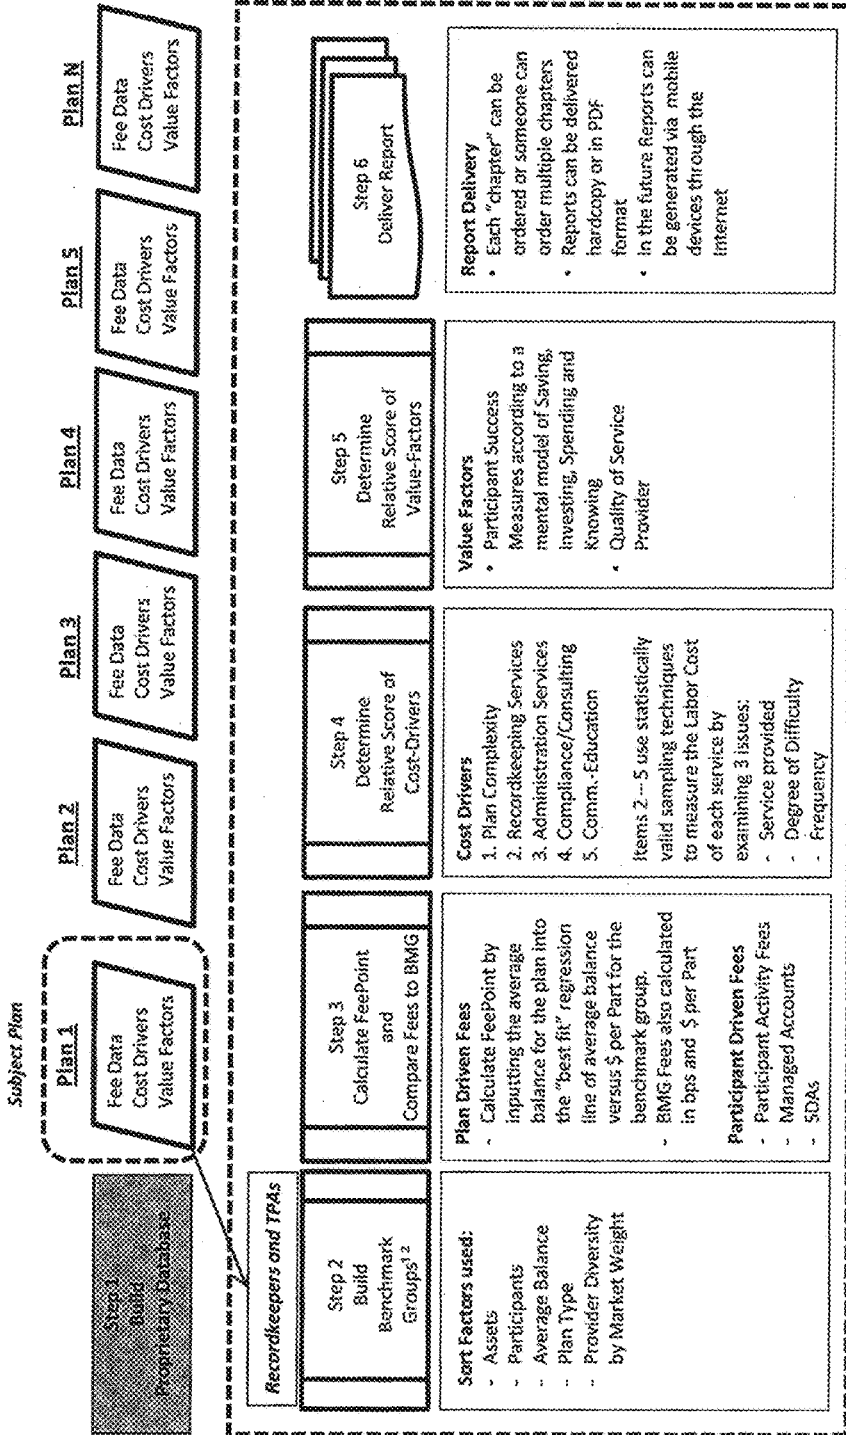 Subject Plan
Step 1
Build
Proprietary Database
Plan 1
Fee Data
Cost Drivers
Value Factors
Plan 2
Fee Data
Cost Drivers
Value Factors
Plan 3
Fee Data
Cost Drivers
Value Factors
Plan 4
Fee Data
Cost Drivers
Value Factors
Plan 5
Fee Data
Cost Drivers
Value Factors
Plan N
Fee Data
Cost Drivers
Value Factors
Recordkeepers and TPAs
Step 2
Build
Benchmark
Groups¹ ²
Sort Factors used:
- Assets
- Participants
- Average Balance
- Plan Type
- Provider Diversity
by Market Weight
Step 3
Calculate FeePoint
and
Compare Fees to BMG
Plan Driven Fees
- Calculate FeePoint by
inputting the average
balance for the plan into
the "best fit" regression
line of average balance
versus $ per Part for the
benchmark group.
- BMG Fees also calculated
in bps and $ per Part
Participant Driven Fees
- Participant Activity Fees
- Managed Accounts
- SDAs
Step 4
Determine
Relative Score of
Cost-Drivers
Cost Drivers
1. Plan Complexity
2. Recordkeeping Services
3. Administration Services
4. Compliance/Consulting
5. Comm.-Education
Items 2 – 5 use statistically
valid sampling techniques
to measure the Labor Cost
of each service by
examining 3 issues:
- Service provided
- Degree of Difficulty
- Frequency
Step 5
Determine
Relative Score of
Value-Factors
Value Factors
• Participant Success
Measures according to a
mental model of Saving,
Investing, Spending and
Knowing
• Quality of Service
Provider
Step 6
Deliver Report
Report Delivery
• Each "chapter" can be
ordered or someone can
order multiple chapters
• Reports can be delivered
hardcopy or in PDF
format
• In the future Reports can
be generated via mobile
devices through the
Internet